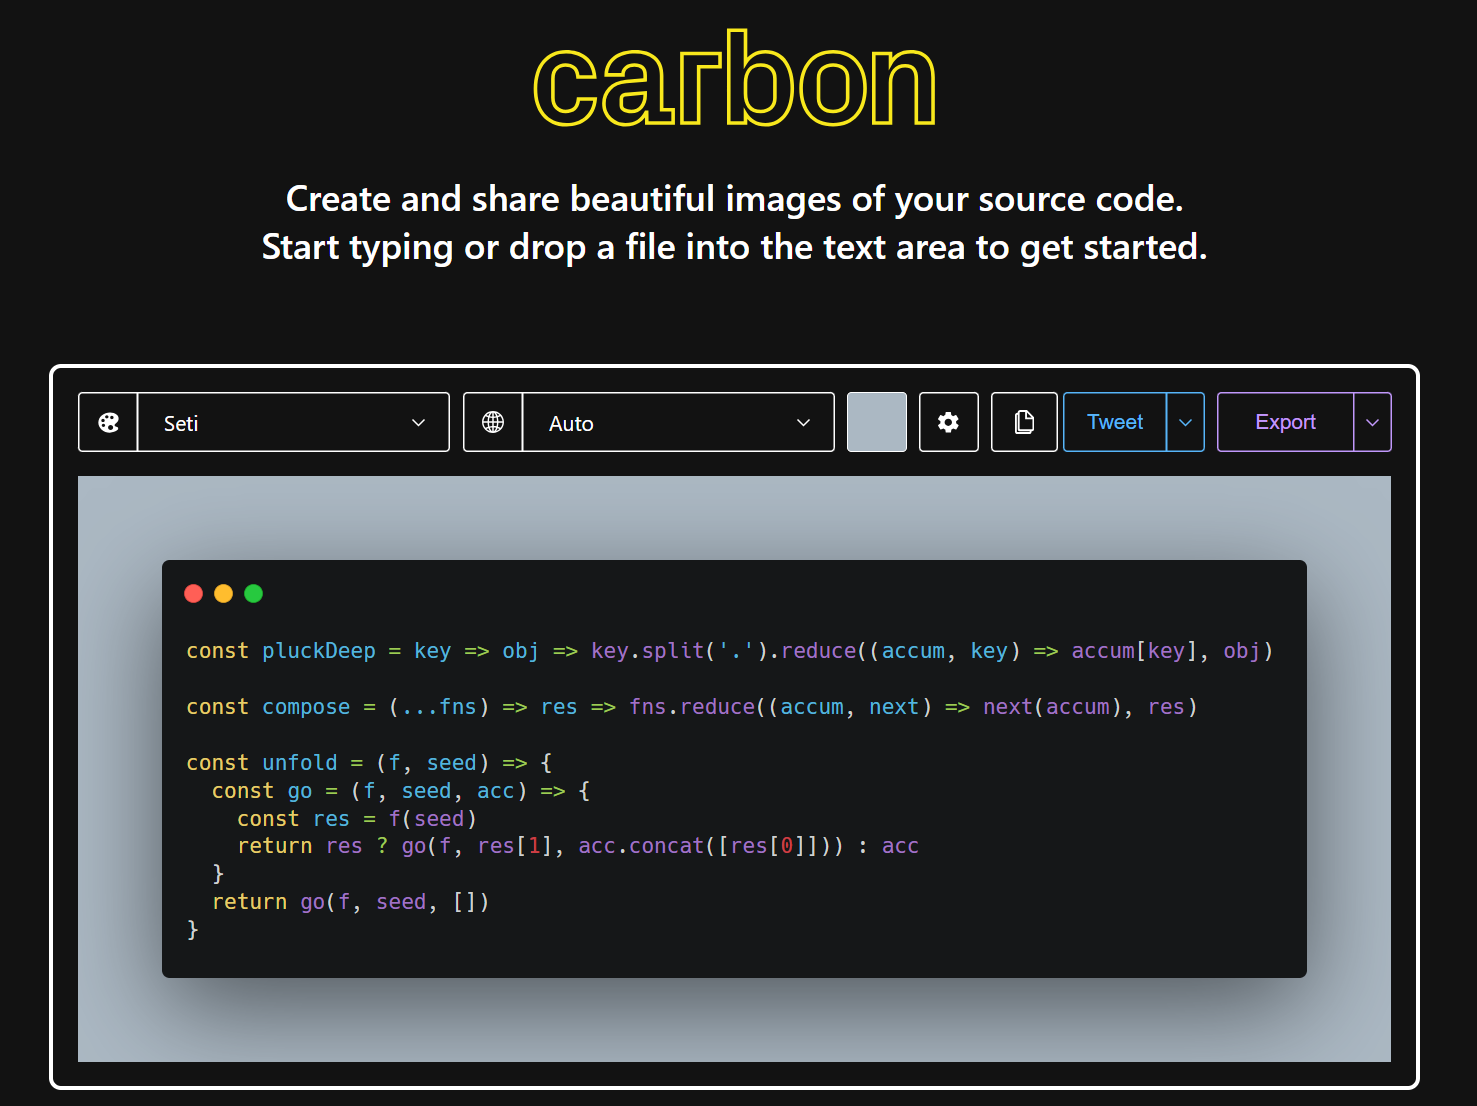 carbon
Create and share beautiful images of your source code.
Start typing or drop a file into the text area to get started.
Seti Auto Tweet Export
const pluckDeep = key => obj => key.split('.').reduce((accum, key) => accum[key], obj)
const compose = (...fns) => res => fns.reduce((accum, next) => next(accum), res)
const unfold = (f, seed) => {
  const go = (f, seed, acc) => {
    const res = f(seed)
    return res ? go(f, res[1], acc.concat([res[0]])) : acc
  }
  return go(f, seed, [])
}